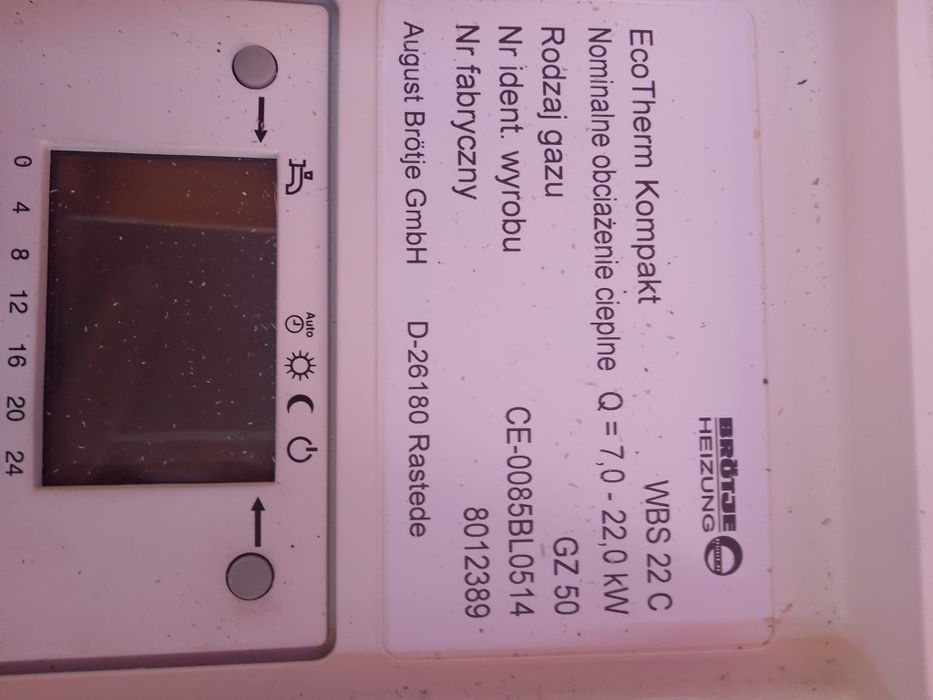 BRÖTJE
HEIZUNG
EcoTherm Kompakt WBS 22 C
Nominalne obciażenie cieplne Q = 7,0 - 22,0 kW
Rodzaj gazu GZ 50
Nr ident. wyrobu CE-0085BL0514
Nr fabryczny 8012389
August Brötje GmbH D-26180 Rastede
Auto
0 4 8 12 16 20 24